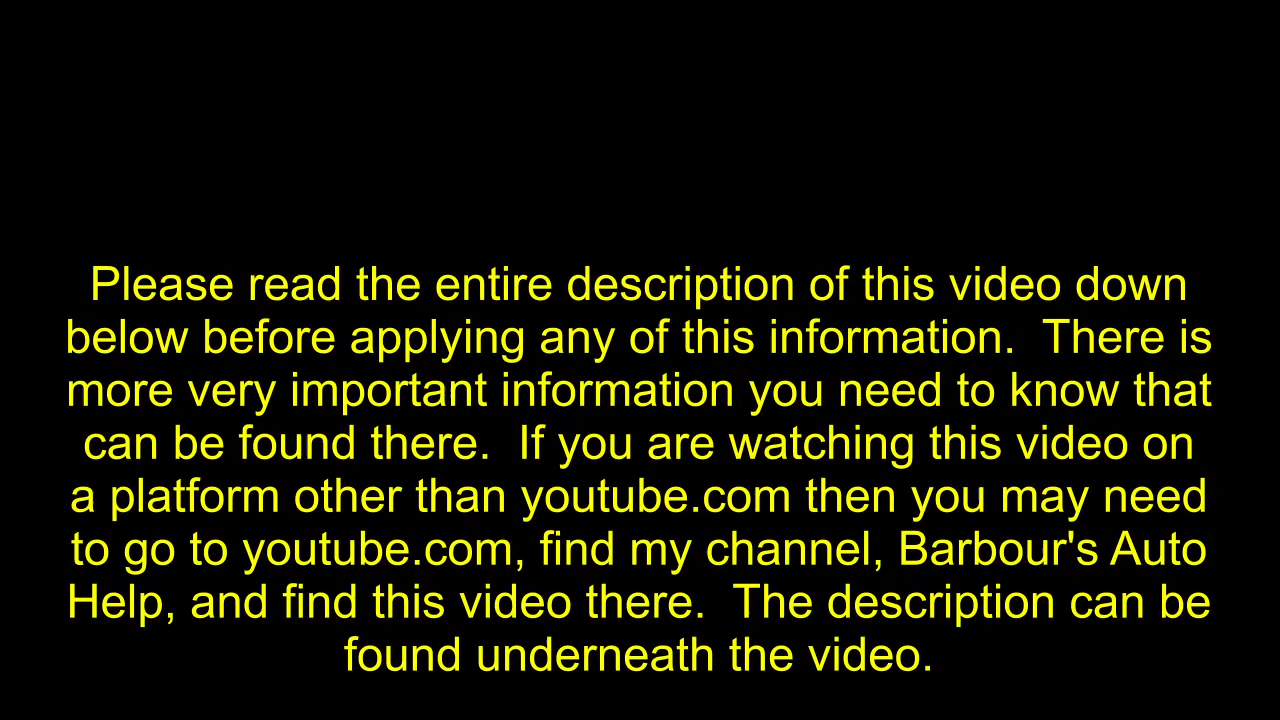 Please read the entire description of this video down
below before applying any of this information.  There is
more very important information you need to know that
can be found there.  If you are watching this video on
a platform other than youtube.com then you may need
to go to youtube.com, find my channel, Barbour's Auto
Help, and find this video there.  The description can be
found underneath the video.